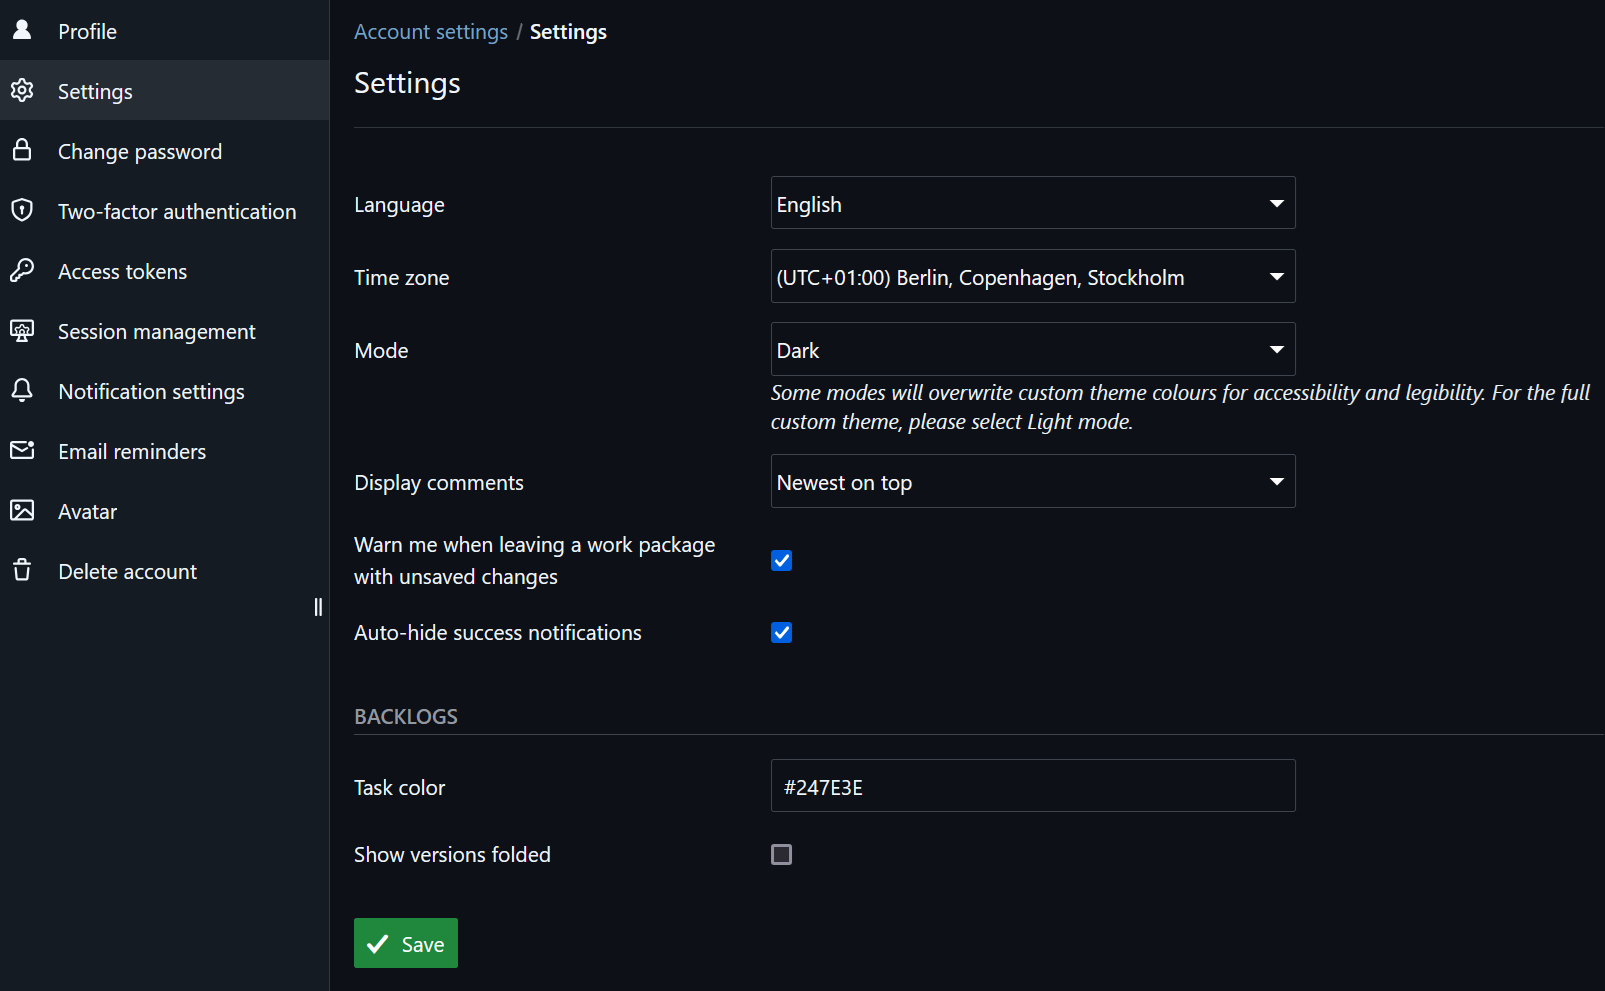 Profile
Settings
Change password
Two-factor authentication
Access tokens
Session management
Notification settings
Email reminders
Avatar
Delete account
Account settings / Settings
Settings
Language
English
Time zone
(UTC+01:00) Berlin, Copenhagen, Stockholm
Mode
Dark
Some modes will overwrite custom theme colours for accessibility and legibility. For the full
custom theme, please select Light mode.
Display comments
Newest on top
Warn me when leaving a work package
with unsaved changes
Auto-hide success notifications
BACKLOGS
Task color
#247E3E
Show versions folded
Save